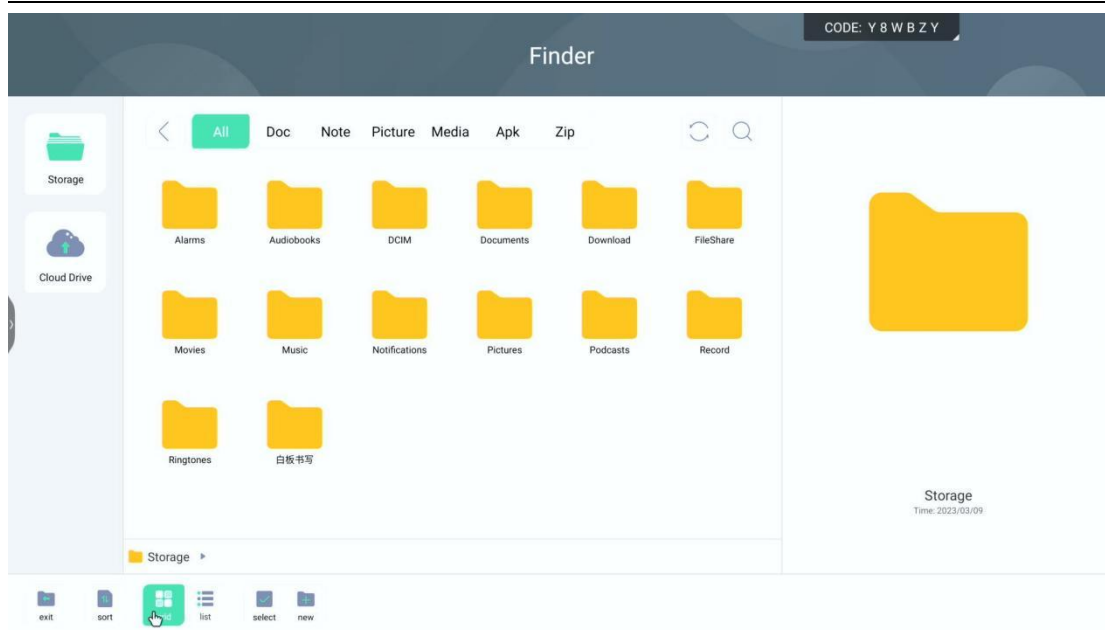 CODE: Y 8 W B Z Y
Finder
All Doc Note Picture Media Apk Zip
Storage
Cloud Drive
Alarms Audiobooks DCIM Documents Download FileShare
Movies Music Notifications Pictures Podcasts Record
Ringtones 白板书写
Storage
Time: 2023/03/09
Storage
exit sort list select new